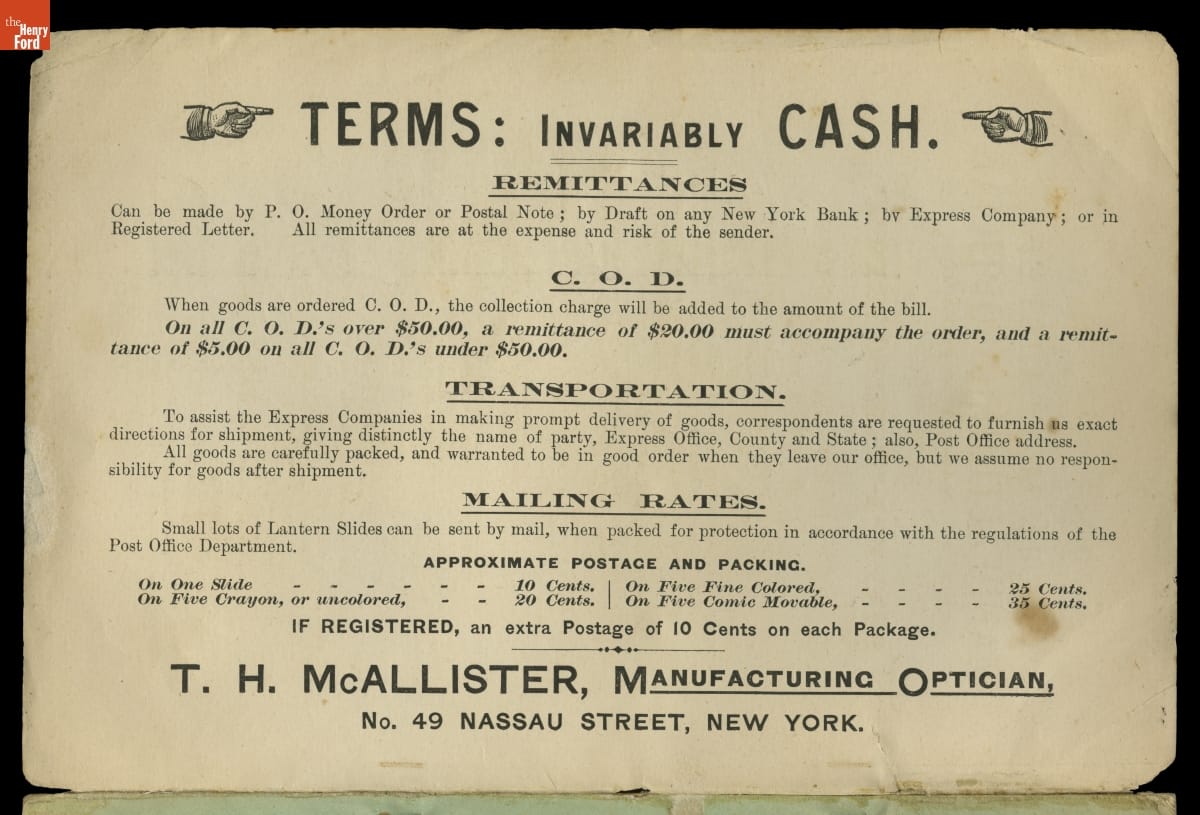 the
Henry
Ford
TERMS: INVARIABLY CASH.
REMITTANCES
Can be made by P. O. Money Order or Postal Note; by Draft on any New York Bank; by Express Company; or in
Registered Letter. All remittances are at the expense and risk of the sender.
C. O. D.
When goods are ordered C. O. D., the collection charge will be added to the amount of the bill.
On all C. O. D.'s over $50.00, a remittance of $20.00 must accompany the order, and a remit-
tance of $5.00 on all C. O. D.'s under $50.00.
TRANSPORTATION.
To assist the Express Companies in making prompt delivery of goods, correspondents are requested to furnish us exact
directions for shipment, giving distinctly the name of party, Express Office, County and State; also, Post Office address.
All goods are carefully packed, and warranted to be in good order when they leave our office, but we assume no respon-
sibility for goods after shipment.
MAILING RATES.
Small lots of Lantern Slides can be sent by mail, when packed for protection in accordance with the regulations of the
Post Office Department.
APPROXIMATE POSTAGE AND PACKING.
On One Slide - - - - - - 10 Cents. | On Five Fine Colored, - - - - 25 Cents.
On Five Crayon, or uncolored, - - 20 Cents. | On Five Comic Movable, - - - - 35 Cents.
IF REGISTERED, an extra Postage of 10 Cents on each Package.
T. H. McALLISTER, MANUFACTURING OPTICIAN,
No. 49 NASSAU STREET, NEW YORK.